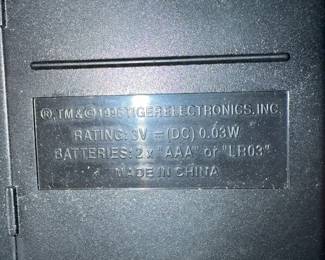 ®, TM & © 1995 TIGER ELECTRONICS, INC.
RATING: 3V = (DC) 0.03W
BATTERIES: 2 x "AAA" or "LR03"
MADE IN CHINA